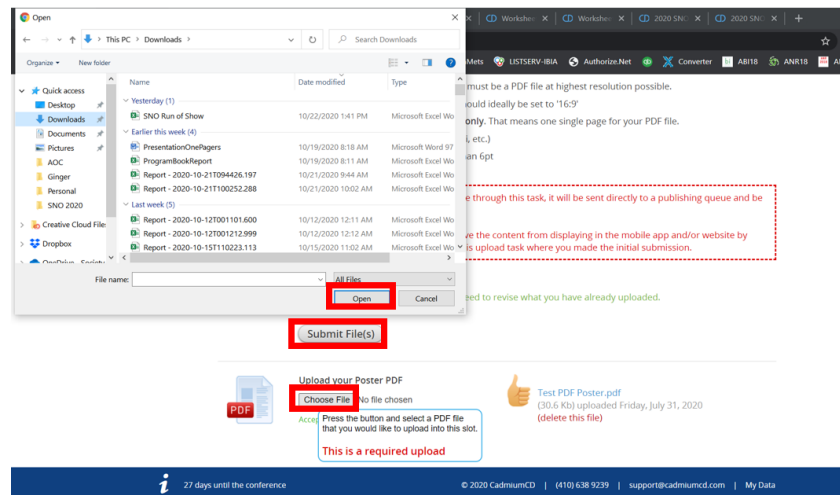 Open
CD Workshee
CD Workshee
CD 2020 SNO
CD 2020 SNO
This PC > Downloads >
Search Downloads
Organize
New folder
Mets
LISTSERV-IBIA
Authorize.Net
Converter
ABI18
ANR18
Name
Date modified
Type
Quick access
Desktop
Downloads
Documents
Pictures
AOC
Ginger
Personal
SNO 2020
Creative Cloud File
Dropbox
OneDrive - Society
Yesterday (1)
SNO Run of Show 10/22/2020 1:41 PM Microsoft Excel Wo
Earlier this week (4)
PresentationOnePagers 10/19/2020 8:18 AM Microsoft Word 97
ProgramBookReport 10/19/2020 8:11 AM Microsoft Excel Wo
Report - 2020-10-21T094426.197 10/21/2020 9:44 AM Microsoft Excel Wo
Report - 2020-10-21T100252.288 10/21/2020 10:02 AM Microsoft Excel Wo
Last week (5)
Report - 2020-10-12T001101.600 10/12/2020 12:11 AM Microsoft Excel Wo
Report - 2020-10-12T001212.999 10/12/2020 12:12 AM Microsoft Excel Wo
Report - 2020-10-15T110223.113 10/15/2020 11:02 AM Microsoft Excel Wo
File name:
All Files
Open
Cancel
must be a PDF file at highest resolution possible.
ould ideally be set to '16:9'
only. That means one single page for your PDF file.
i, etc.)
an 6pt
e through this task, it will be sent directly to a publishing queue and be
ve the content from displaying in the mobile app and/or website by
is upload task where you made the initial submission.
eed to revise what you have already uploaded.
Submit File(s)
Upload your Poster PDF
Choose File No file chosen
Accep
Press the button and select a PDF file
that you would like to upload into this slot.
This is a required upload
PDF
Test PDF Poster.pdf
(30.6 Kb) uploaded Friday, July 31, 2020
(delete this file)
27 days until the conference
© 2020 CadmiumCD | (410) 638 9239 | support@cadmiumcd.com | My Data